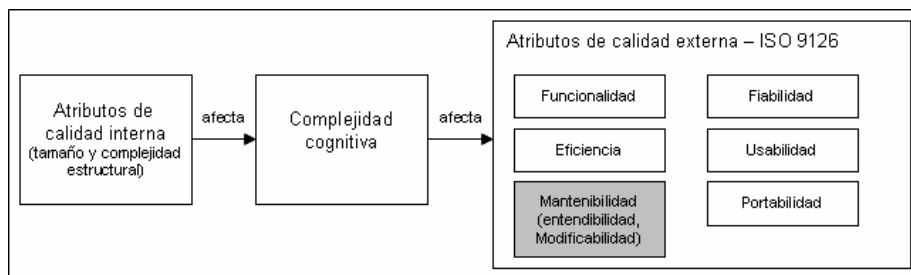 Atributos de
calidad interna
(tamaño y complejidad
estructural)
afecta
Complejidad
cognitiva
afecta
Atributos de calidad externa – ISO 9126
Funcionalidad
Fiabilidad
Eficiencia
Usabilidad
Mantenibilidad
(entendibilidad,
Modificabilidad)
Portabilidad